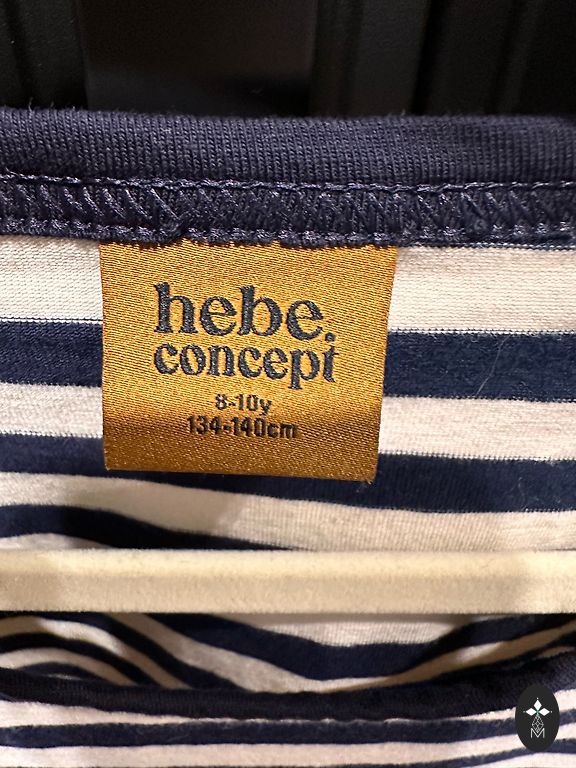 hebe.
concept
8-10y
134-140cm
M